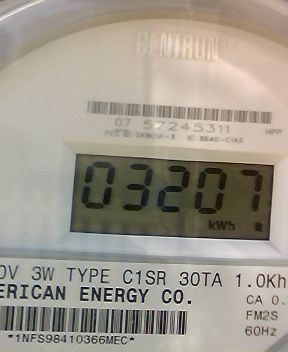 CENTRON
07 57245311
HPP
03207
kWh
0V 3W TYPE C1SR 30TA 1.0Kh
ERICAN ENERGY CO.
CA 0.
FM2S
60Hz
*1NFS98410366MEC*